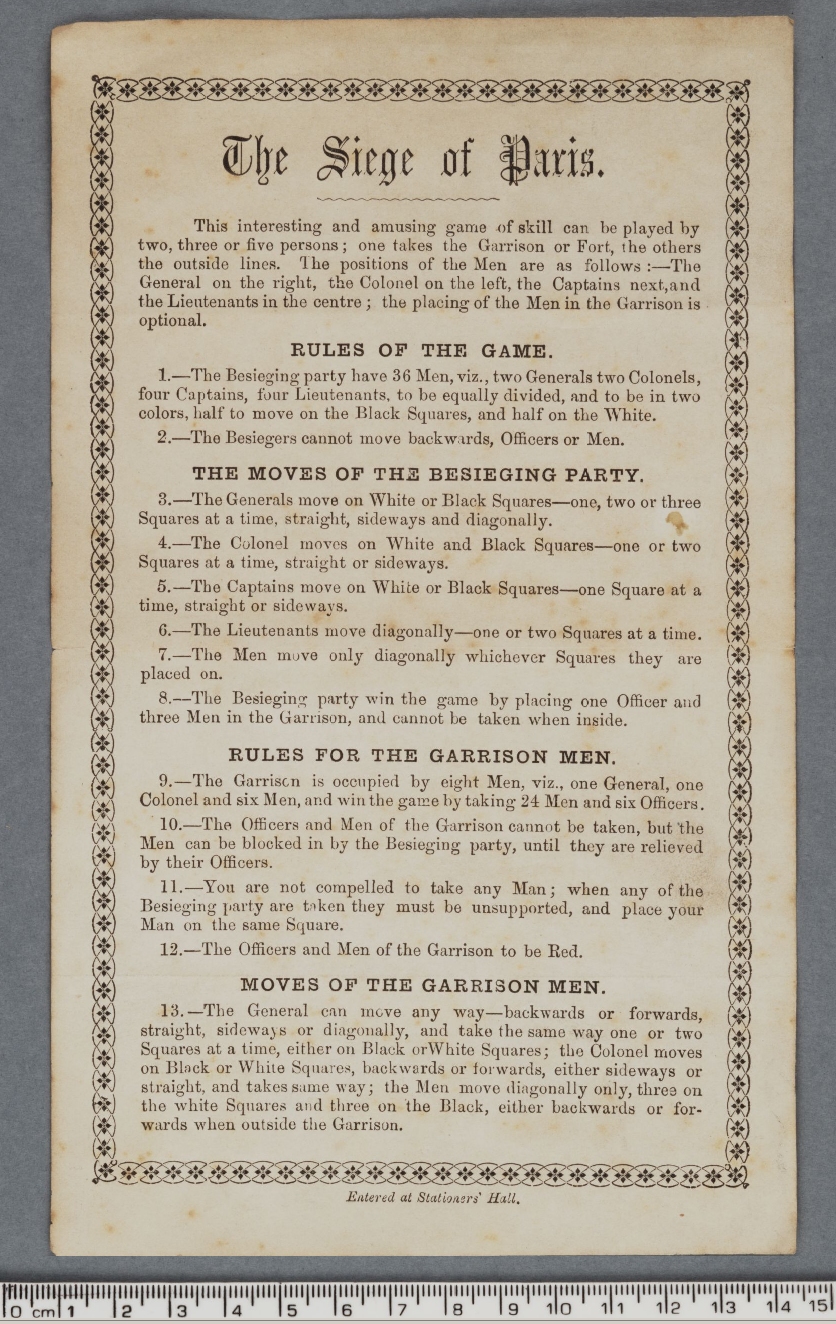 The Siege of Paris.
This interesting and amusing game of skill can be played by
two, three or five persons; one takes the Garrison or Fort, the others
the outside lines. The positions of the Men are as follows :—The
General on the right, the Colonel on the left, the Captains next,and
the Lieutenants in the centre; the placing of the Men in the Garrison is
optional.
RULES OF THE GAME.
1.—The Besieging party have 36 Men, viz., two Generals two Colonels,
four Captains, four Lieutenants, to be equally divided, and to be in two
colors, half to move on the Black Squares, and half on the White.
2.—The Besiegers cannot move backwards, Officers or Men.
THE MOVES OF THE BESIEGING PARTY.
3.—The Generals move on White or Black Squares—one, two or three
Squares at a time, straight, sideways and diagonally.
4.—The Colonel moves on White and Black Squares—one or two
Squares at a time, straight or sideways.
5.—The Captains move on White or Black Squares—one Square at a
time, straight or sideways.
6.—The Lieutenants move diagonally—one or two Squares at a time.
7.—The Men move only diagonally whichever Squares they are
placed on.
8.—The Besieging party win the game by placing one Officer and
three Men in the Garrison, and cannot be taken when inside.
RULES FOR THE GARRISON MEN.
9.—The Garrison is occupied by eight Men, viz., one General, one
Colonel and six Men, and win the game by taking 24 Men and six Officers.
10.—The Officers and Men of the Garrison cannot be taken, but the
Men can be blocked in by the Besieging party, until they are relieved
by their Officers.
11.—You are not compelled to take any Man; when any of the
Besieging party are taken they must be unsupported, and place your
Man on the same Square.
12.—The Officers and Men of the Garrison to be Red.
MOVES OF THE GARRISON MEN.
13.—The General can move any way—backwards or forwards,
straight, sideways or diagonally, and take the same way one or two
Squares at a time, either on Black orWhite Squares; the Colonel moves
on Black or White Squares, backwards or forwards, either sideways or
straight, and takes same way; the Men move diagonally only, three on
the white Squares and three on the Black, either backwards or for-
wards when outside the Garrison.
Entered at Stationers' Hall.
0 cm 1 2 3 4 5 6 7 8 9 10 11 12 13 14 15